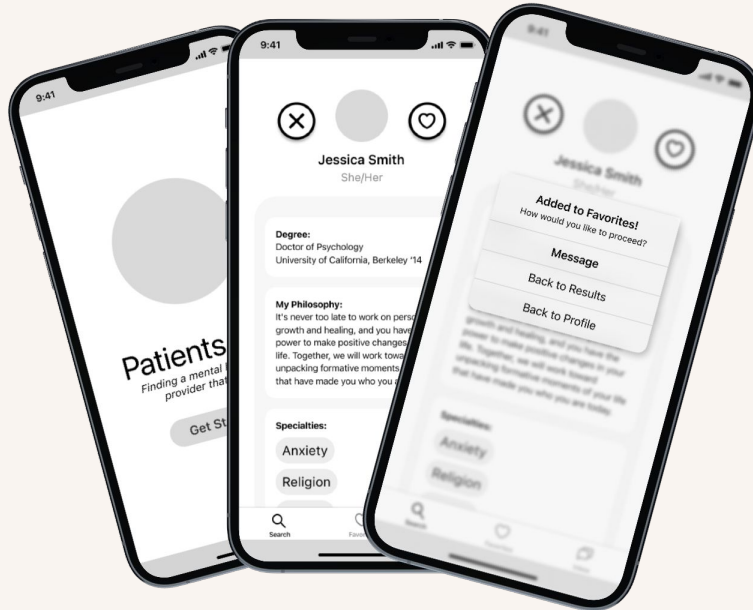 9:41
Patients
Finding a mental
provider that
Get St
9:41
Jessica Smith
She/Her
Degree:
Doctor of Psychology
University of California, Berkeley '14
My Philosophy:
It's never too late to work on perso
growth and healing, and you have
power to make positive changes
life. Together, we will work towa
unpacking formative moments
that have made you who you a
Specialties:
Anxiety
Religion
Search
Favo
9:41
Jessica Smith
She/Her
Added to Favorites!
How would you like to proceed?
Message
Back to Results
Back to Profile
growth and healing, and you have the
power to make positive changes in your
life. Together, we will work toward
unpacking formative moments of your life
that have made you who you are today.
Specialties:
Anxiety
Religion
Search
Favorites